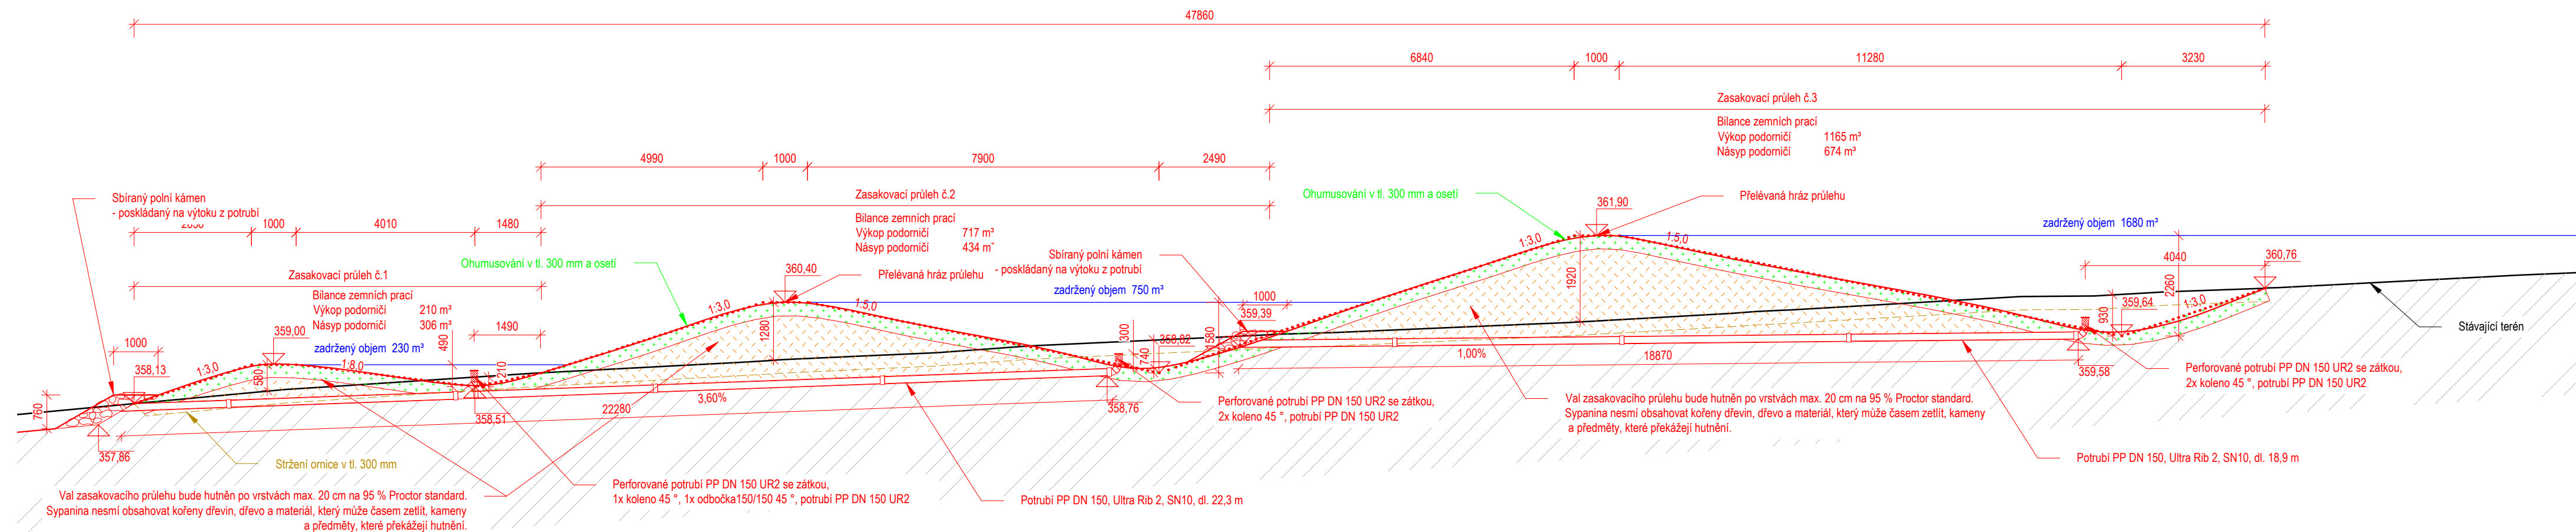 47860
6840
1000
11280
3230
Zasakovací průleh č.3
Bilance zemních prací
Výkop podorničí 1165 m³
Násyp podorničí 674 m³
4990
1000
7900
2490
Zasakovací průleh č.2
Bilance zemních prací
Výkop podorničí 717 m³
Násyp podorničí 434 m
Sbíraný polní kámen
- poskládaný na výtoku z potrubí
1000
4010
1480
Zasakovací průleh č.1
Bilance zemních prací
Výkop podorničí 210 m³
Násyp podorničí 306 m³
zadržený objem 230 m³
Ohumusování v tl. 300 mm a osetí
1490
490
210
359,00
580
1:3,0
1:8,0
1000
358,13
760
357,86
358,51
360,40
Přelévaná hráz průlehu
1:3,0
1:5,0
1280
zadržený objem 750 m³
Sbíraný polní kámen
- poskládaný na výtoku z potrubí
1000
359,39
300
740
358,82
1580
358,76
3,60%
22280
Ohumusování v tl. 300 mm a osetí
361,90
Přelévaná hráz průlehu
1:3,0
1:5,0
1920
zadržený objem 1680 m³
4040
360,76
2260
930
359,64
1:3,0
359,58
1,00%
18870
Stávající terén
Perforované potrubí PP DN 150 UR2 se zátkou,
2x koleno 45 °, potrubí PP DN 150 UR2
Perforované potrubí PP DN 150 UR2 se zátkou,
2x koleno 45 °, potrubí PP DN 150 UR2
Val zasakovacího průlehu bude hutněn po vrstvách max. 20 cm na 95 % Proctor standard.
Sypanina nesmí obsahovat kořeny dřevin, dřevo a materiál, který může časem zetlít, kameny
a předměty, které překážejí hutnění.
Potrubí PP DN 150, Ultra Rib 2, SN10, dl. 18,9 m
Stržení ornice v tl. 300 mm
Val zasakovacího průlehu bude hutněn po vrstvách max. 20 cm na 95 % Proctor standard.
Sypanina nesmí obsahovat kořeny dřevin, dřevo a materiál, který může časem zetlít, kameny
a předměty, které překážejí hutnění.
Perforované potrubí PP DN 150 UR2 se zátkou,
1x koleno 45 °, 1x odbočka150/150 45 °, potrubí PP DN 150 UR2
Potrubí PP DN 150, Ultra Rib 2, SN10, dl. 22,3 m